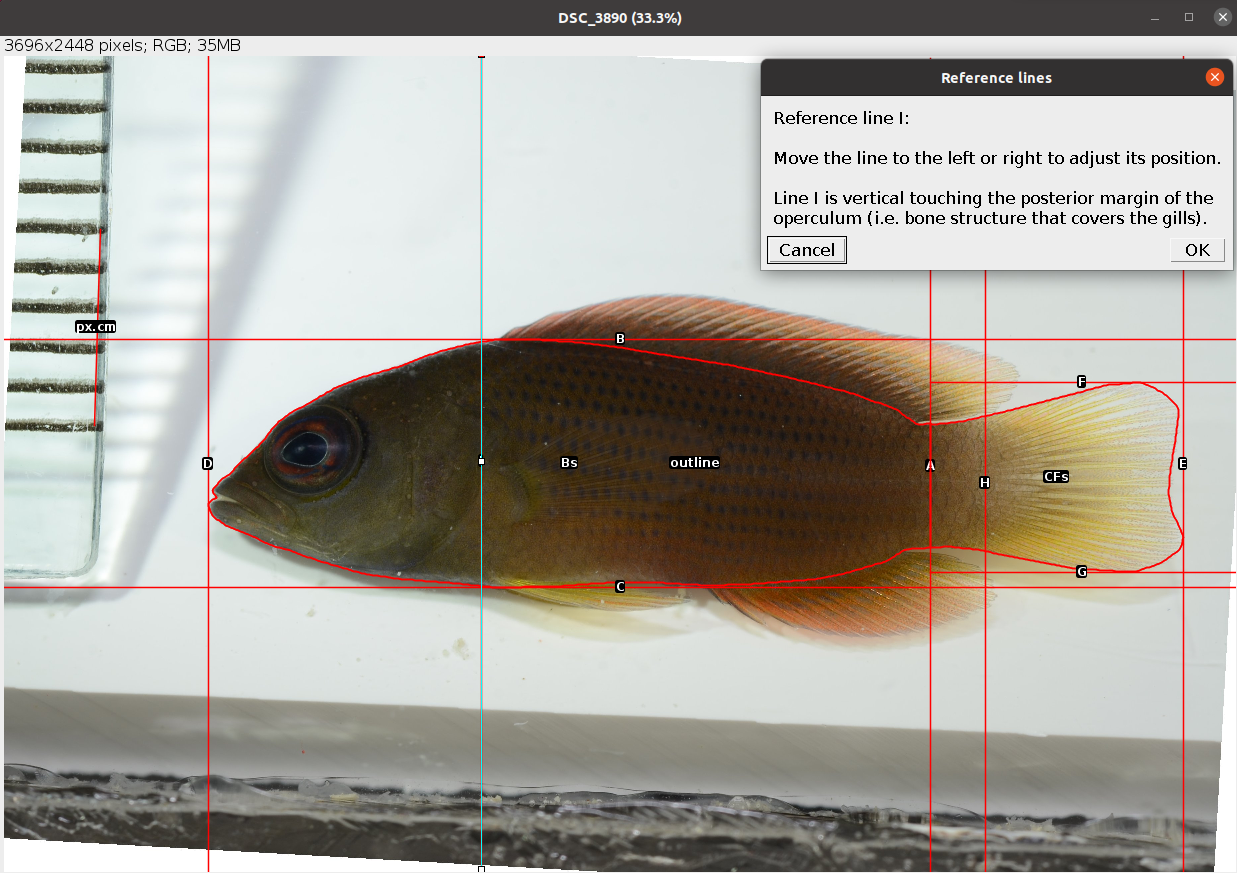 DSC_3890 (33.3%)
3696x2448 pixels; RGB; 35MB
Reference lines
Reference line I:
Move the line to the left or right to adjust its position.
Line I is vertical touching the posterior margin of the
operculum (i.e. bone structure that covers the gills).
Cancel
OK
px.cm
B
F
D
Bs
outline
A
E
CFs
H
G
C